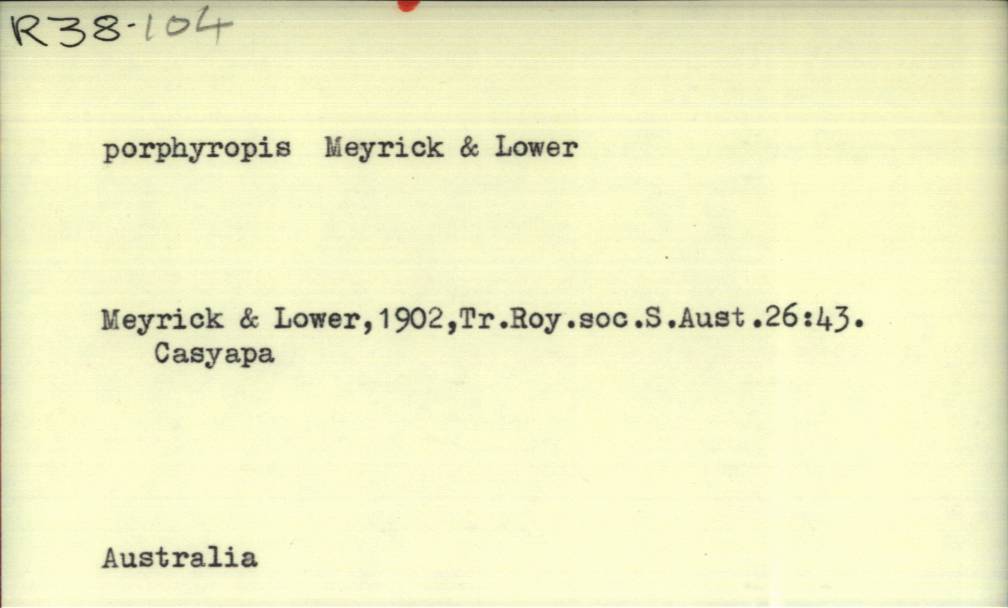 R38-104
porphyropis Meyrick & Lower
Meyrick & Lower,1902,Tr.Roy.soc.S.Aust.26:43.
Casyapa
Australia